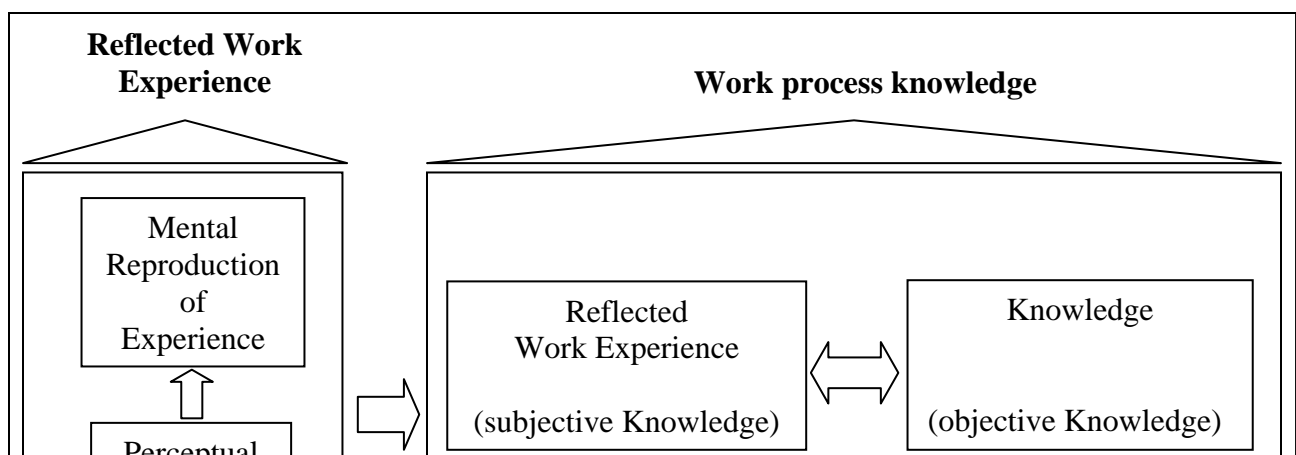 Reflected Work
Experience
Work process knowledge
Mental
Reproduction
of
Experience
Perceptual
Reflected
Work Experience
(subjective Knowledge)
Knowledge
(objective Knowledge)